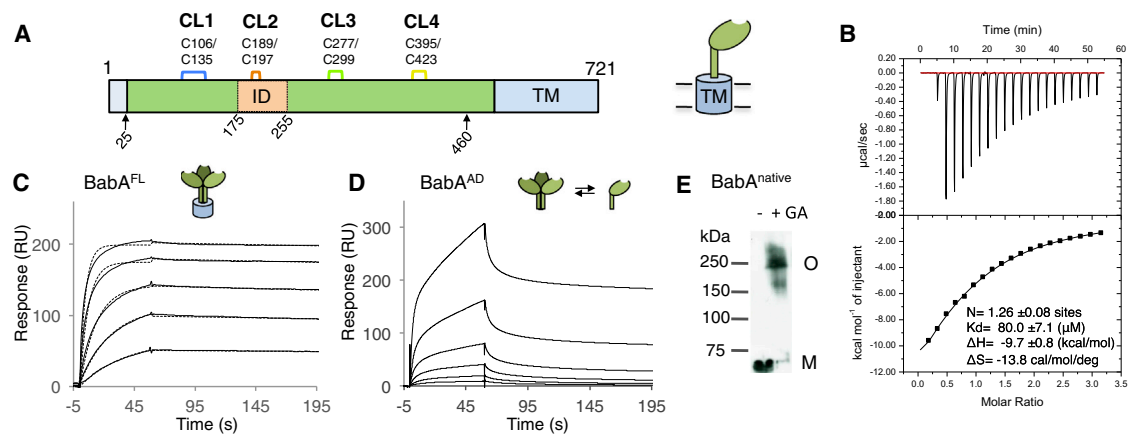 A
CL1 CL2 CL3 CL4
C106/ C189/ C277/ C395/
C135 C197 C299 C423
1 721
ID TM
25 175 255 460
TM
B
Time (min)
0 10 20 30 40 50 60
0.20
0.00
-0.20
-0.40
-0.60
-0.80
-1.00
-1.20
-1.40
-1.60
-1.80
-2.00
0.00
µcal/sec
-2.00
-4.00
-6.00
-8.00
-10.00
-12.00
kcal mol⁻¹ of injectant
N= 1.26 ±0.08 sites
Kd= 80.0 ±7.1 (µM)
ΔH= -9.7 ±0.8 (kcal/mol)
ΔS= -13.8 cal/mol/deg
0.0 0.5 1.0 1.5 2.0 2.5 3.0 3.5
Molar Ratio
C
BabA^FL
Response (RU)
200
100
0
-5 45 95 145 195
Time (s)
D
BabA^AD
Response (RU)
300
200
100
0
-5 45 95 145 195
Time (s)
E
BabA^native
- + GA
kDa
250 O
150
100
75
M